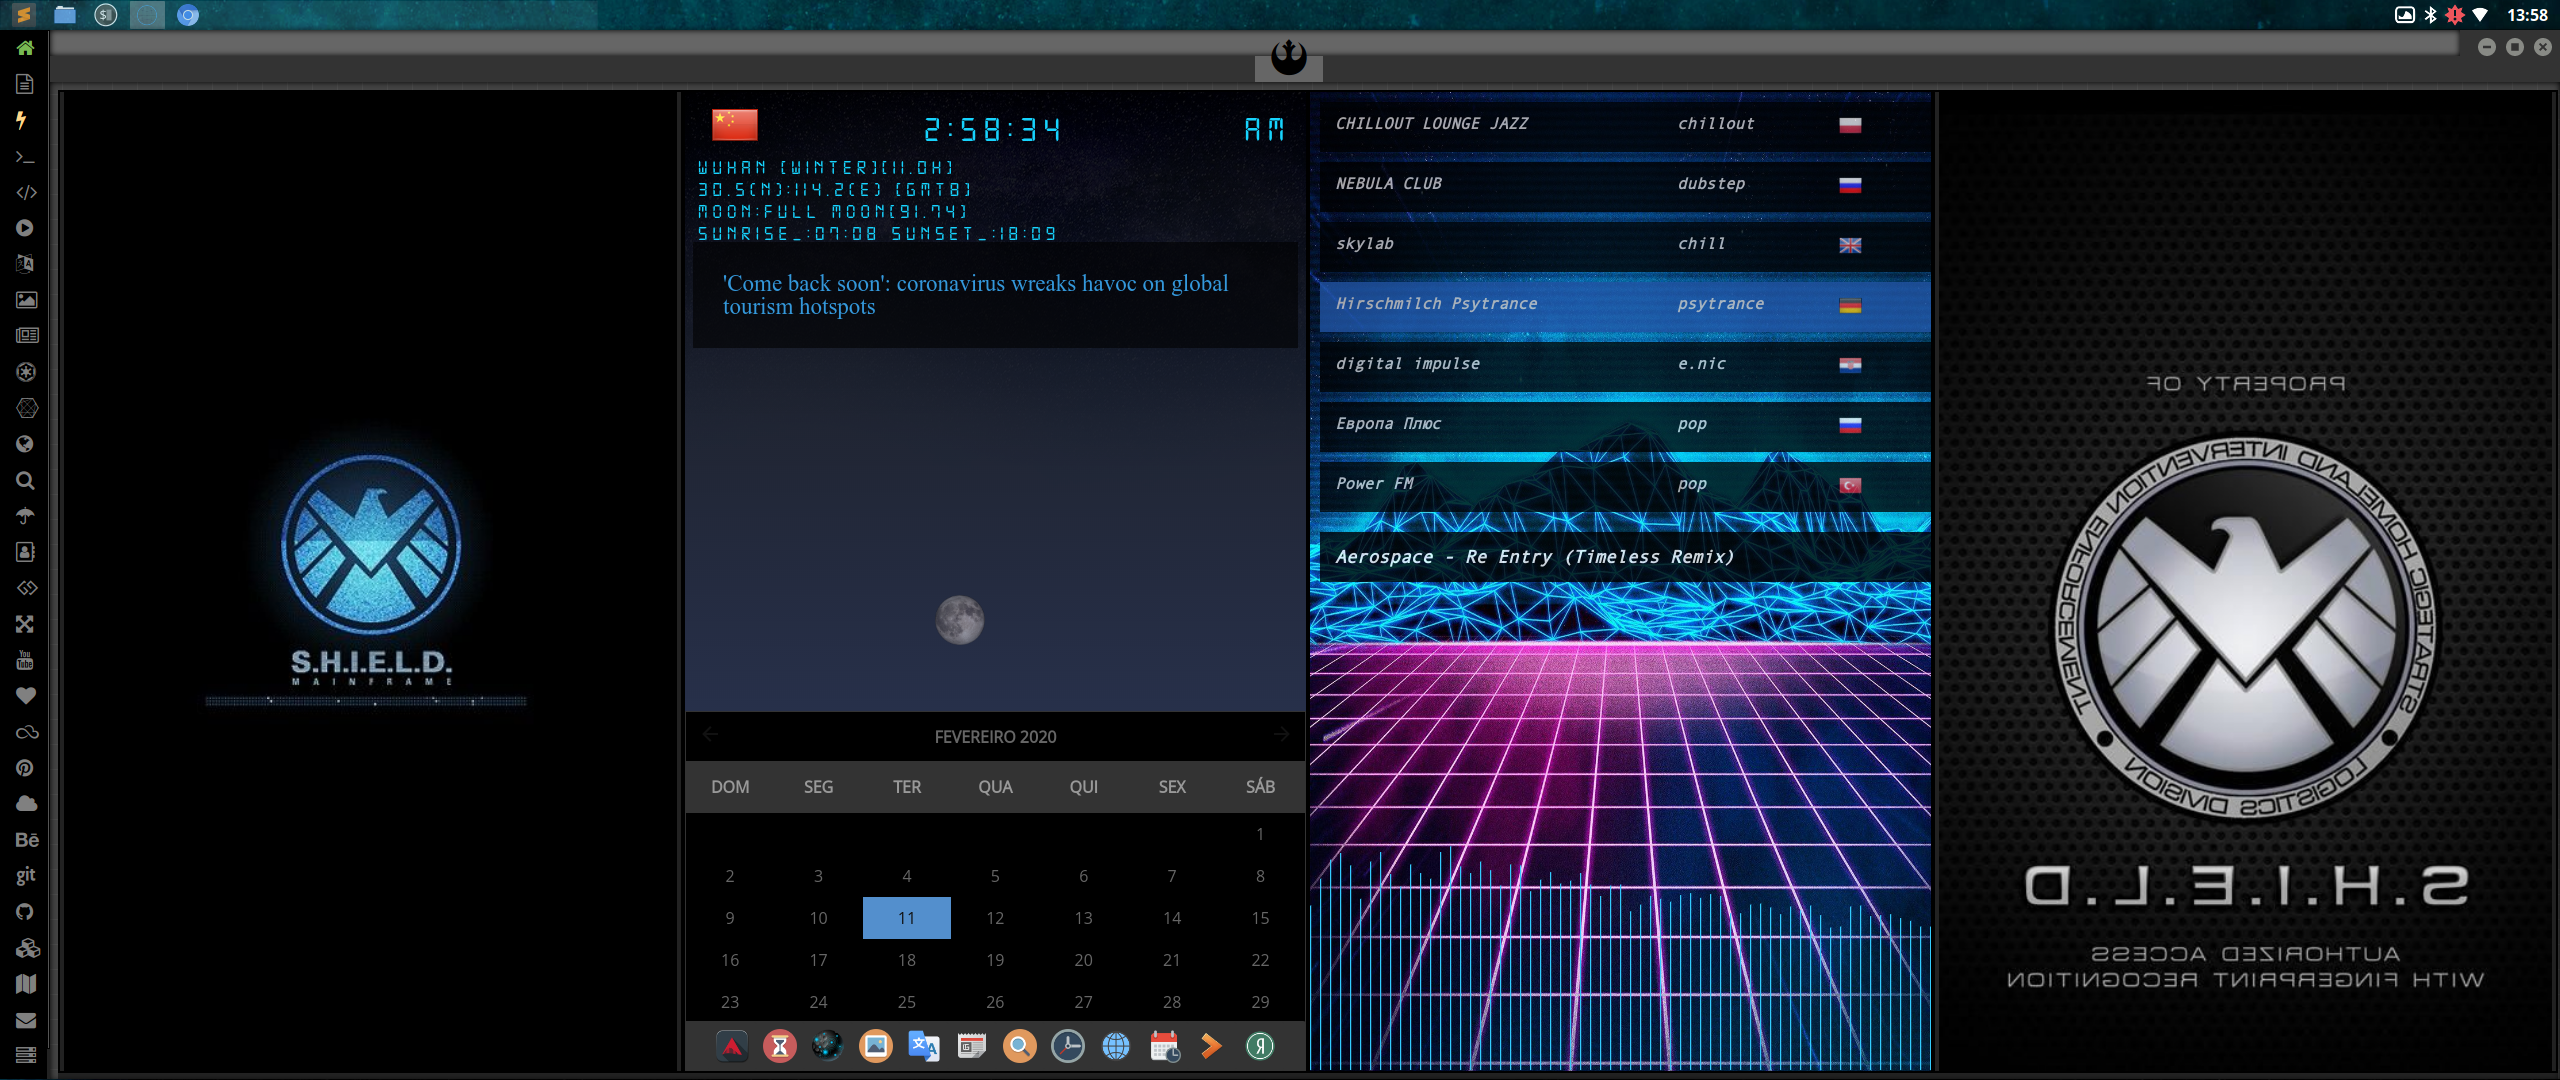 13:58
You
Tube
Bē
git
S.H.I.E.L.D.
MAINFRAME
2:58:34
AM
WUHAN [WINTER][11.0H]
30.5(N):114.2(E) [GMT8]
MOON:FULL MOON[91.74]
SUNRISE_:07:08 SUNSET_:18:09
'Come back soon': coronavirus wreaks havoc on global
tourism hotspots
FEVEREIRO 2020
DOM SEG TER QUA QUI SEX SÁB
1
2 3 4 5 6 7 8
9 10 11 12 13 14 15
16 17 18 19 20 21 22
23 24 25 26 27 28 29
CHILLOUT LOUNGE JAZZ chillout
NEBULA CLUB dubstep
skylab chill
Hirschmilch Psytrance psytrance
digital impulse e.nic
Европа Плюс pop
Power FM pop
Aerospace - Re Entry (Timeless Remix)
PROPERTY OF
STRATEGIC HOMELAND INTERVENTION ENFORCEMENT
LOGISTICS DIVISION
S.H.I.E.L.D
AUTHORIZED ACCESS
WITH FINGERPRINT RECOGNITION